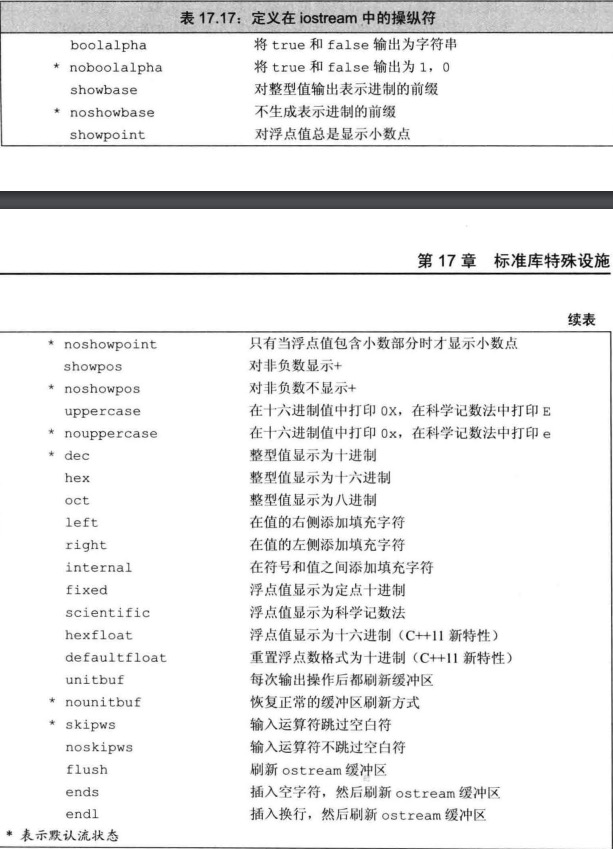 表 17.17：定义在 iostream 中的操纵符
boolalpha 将 true 和 false 输出为字符串
* noboolalpha 将 true 和 false 输出为 1，0
showbase 对整型值输出表示进制的前缀
* noshowbase 不生成表示进制的前缀
showpoint 对浮点值总是显示小数点
第 17 章 标准库特殊设施
续表
* noshowpoint 只有当浮点值包含小数部分时才显示小数点
showpos 对非负数显示+
* noshowpos 对非负数不显示+
uppercase 在十六进制值中打印 0X，在科学记数法中打印 E
* nouppercase 在十六进制值中打印 0x，在科学记数法中打印 e
* dec 整型值显示为十进制
hex 整型值显示为十六进制
oct 整型值显示为八进制
left 在值的右侧添加填充字符
right 在值的左侧添加填充字符
internal 在符号和值之间添加填充字符
fixed 浮点值显示为定点十进制
scientific 浮点值显示为科学记数法
hexfloat 浮点值显示为十六进制（C++11 新特性）
defaultfloat 重置浮点数格式为十进制（C++11 新特性）
unitbuf 每次输出操作后都刷新缓冲区
* nounitbuf 恢复正常的缓冲区刷新方式
* skipws 输入运算符跳过空白符
noskipws 输入运算符不跳过空白符
flush 刷新 ostream 缓冲区
ends 插入空字符，然后刷新 ostream 缓冲区
endl 插入换行，然后刷新 ostream 缓冲区
* 表示默认流状态